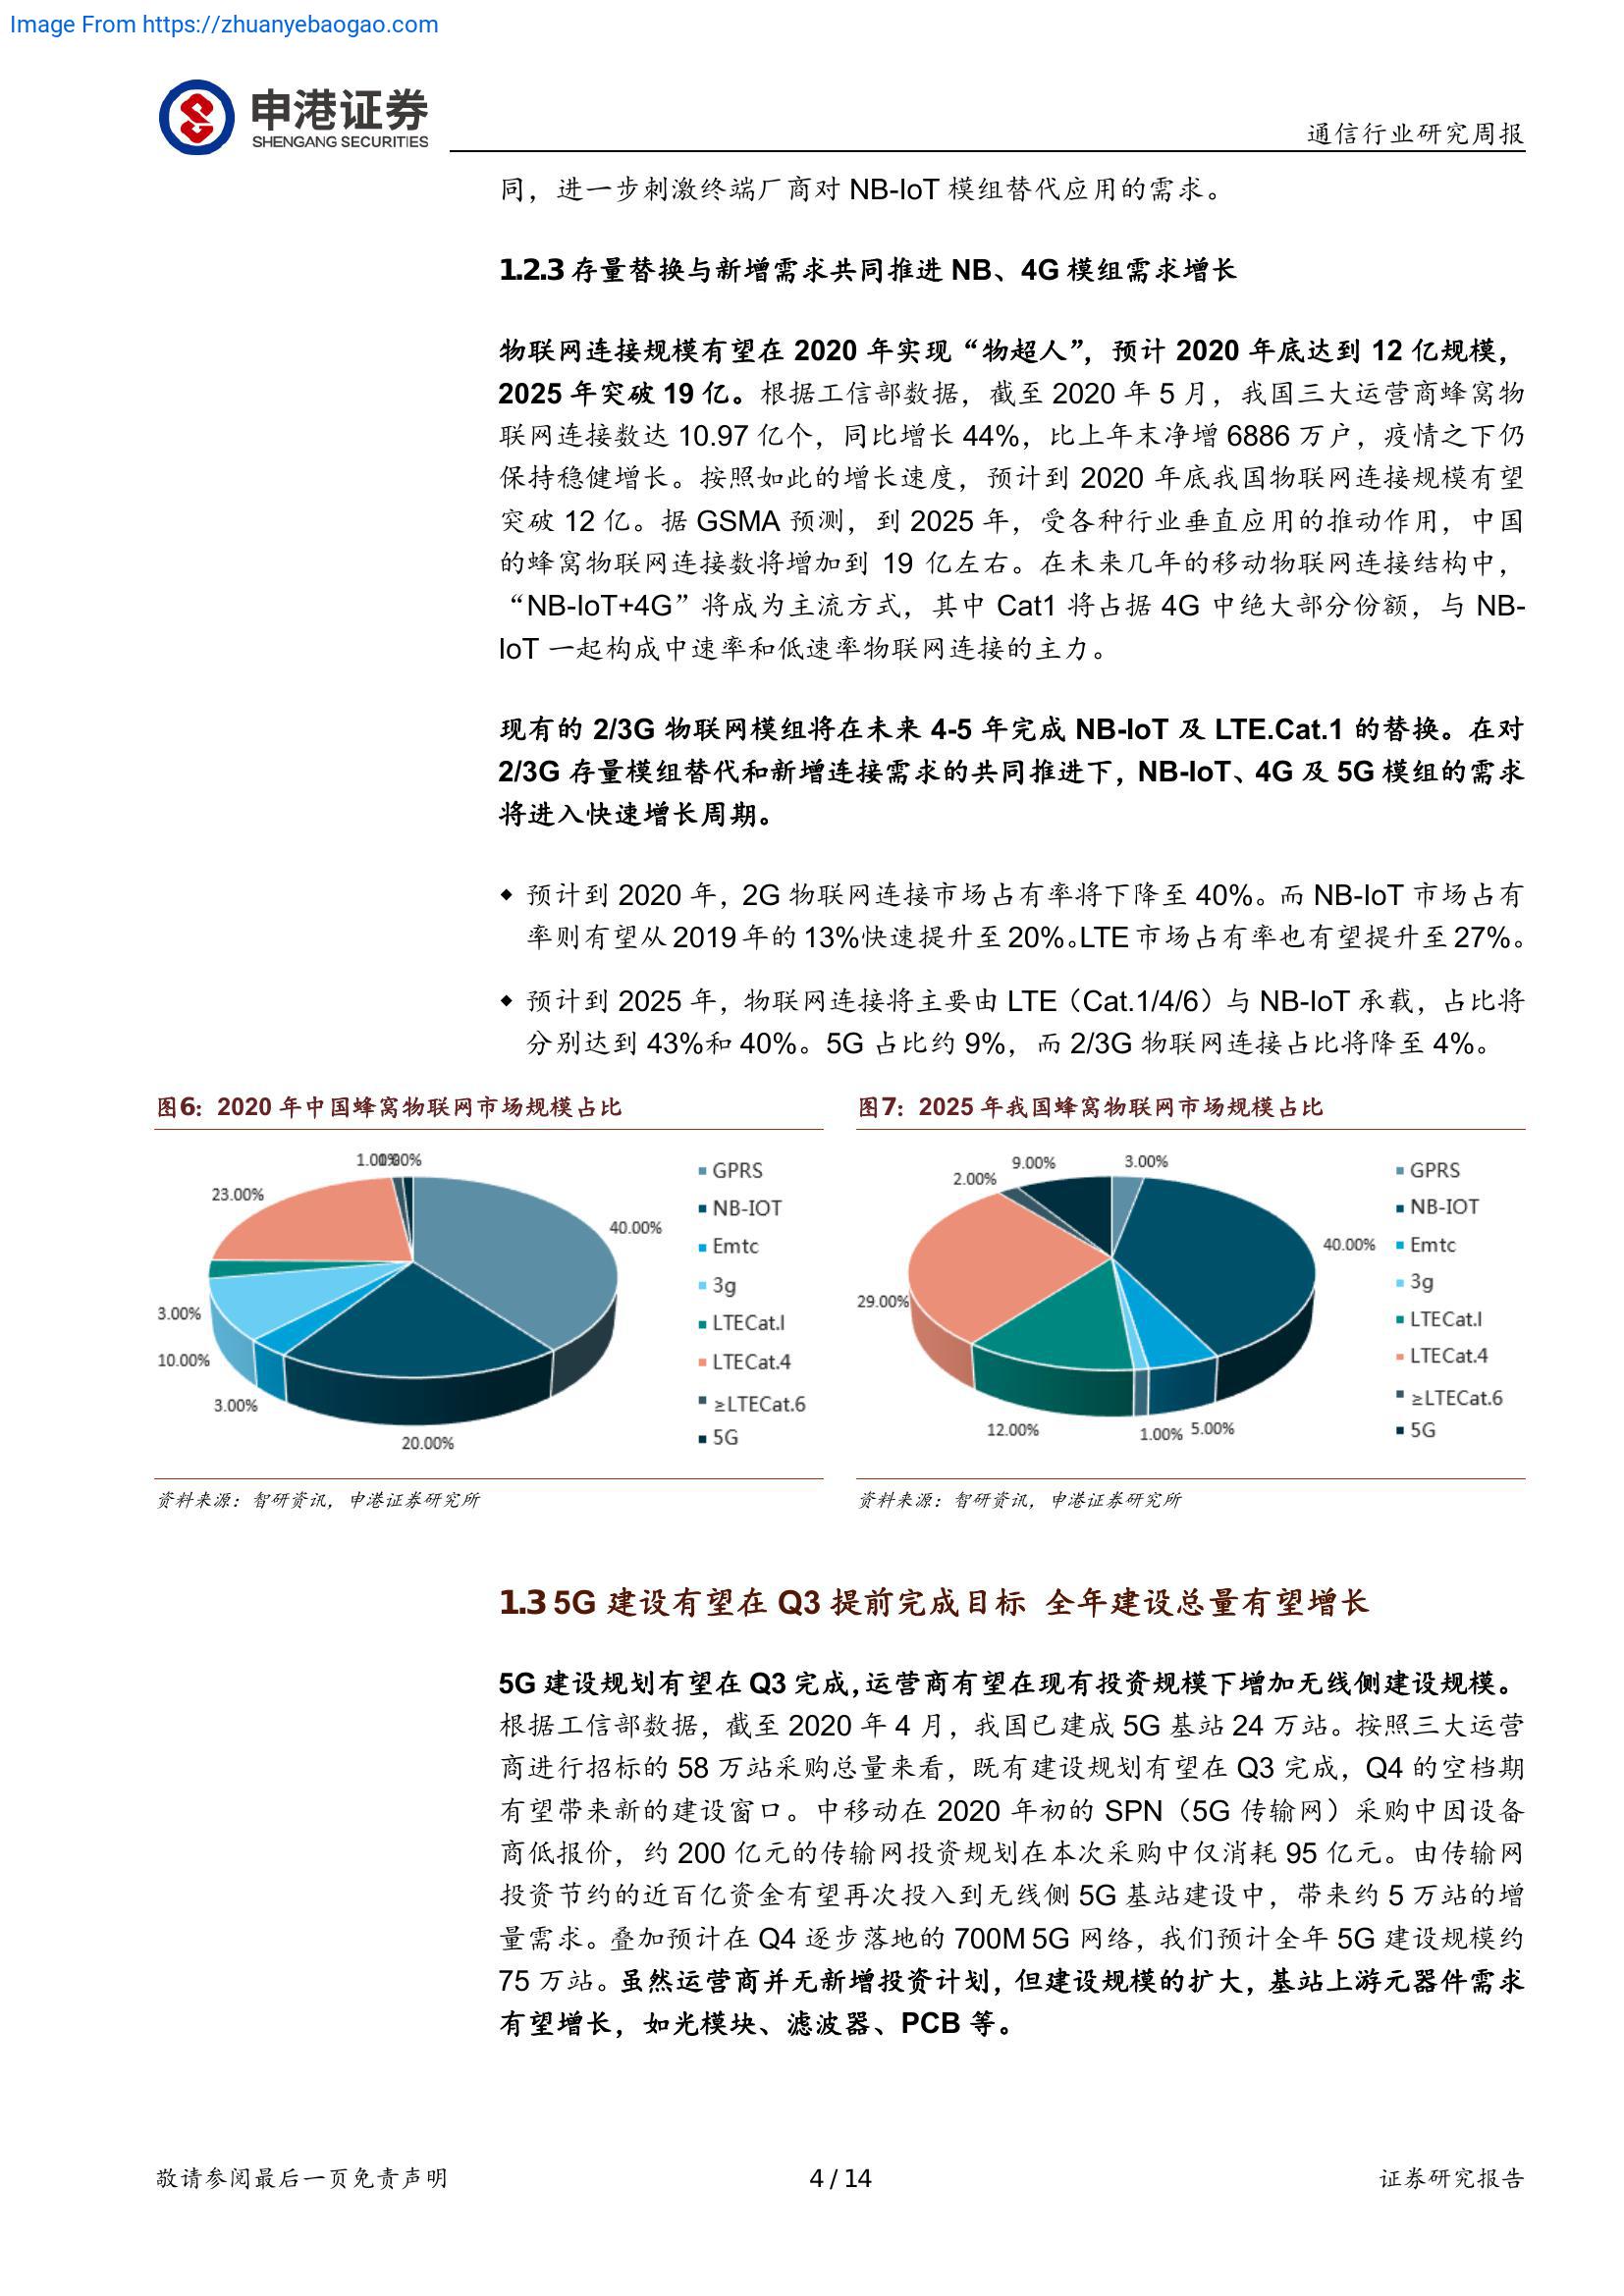 Image From https://zhuanyebaogao.com
申港证券
SHENGANG SECURITIES
通信行业研究周报
同，进一步刺激终端厂商对 NB-IoT 模组替代应用的需求。
1.2.3 存量替换与新增需求共同推进 NB、4G 模组需求增长
物联网连接规模有望在 2020 年实现“物超人”，预计 2020 年底达到 12 亿规模，
2025 年突破 19 亿。根据工信部数据，截至 2020 年 5 月，我国三大运营商蜂窝物
联网连接数达 10.97 亿个，同比增长 44%，比上年末净增 6886 万户，疫情之下仍
保持稳健增长。按照如此的增长速度，预计到 2020 年底我国物联网连接规模有望
突破 12 亿。据 GSMA 预测，到 2025 年，受各种行业垂直应用的推动作用，中国
的蜂窝物联网连接数将增加到 19 亿左右。在未来几年的移动物联网连接结构中，
“NB-IoT+4G”将成为主流方式，其中 Cat1 将占据 4G 中绝大部分份额，与 NB-
IoT 一起构成中速率和低速率物联网连接的主力。
现有的 2/3G 物联网模组将在未来 4-5 年完成 NB-IoT 及 LTE.Cat.1 的替换。在对
2/3G 存量模组替代和新增连接需求的共同推进下，NB-IoT、4G 及 5G 模组的需求
将进入快速增长周期。
◆ 预计到 2020 年，2G 物联网连接市场占有率将下降至 40%。而 NB-IoT 市场占有
率则有望从 2019 年的 13%快速提升至 20%。LTE 市场占有率也有望提升至 27%。
◆ 预计到 2025 年，物联网连接将主要由 LTE（Cat.1/4/6）与 NB-IoT 承载，占比将
分别达到 43%和 40%。5G 占比约 9%，而 2/3G 物联网连接占比将降至 4%。
图6：2020 年中国蜂窝物联网市场规模占比
1.00%
23.00%
40.00%
3.00%
10.00%
3.00%
20.00%
GPRS
NB-IOT
Emtc
3g
LTECat.I
LTECat.4
≥LTECat.6
5G
资料来源：智研资讯，申港证券研究所
图7：2025 年我国蜂窝物联网市场规模占比
9.00%
3.00%
2.00%
40.00%
29.00%
12.00%
1.00%
5.00%
GPRS
NB-IOT
Emtc
3g
LTECat.I
LTECat.4
≥LTECat.6
5G
资料来源：智研资讯，申港证券研究所
1.3 5G 建设有望在 Q3 提前完成目标 全年建设总量有望增长
5G 建设规划有望在 Q3 完成，运营商有望在现有投资规模下增加无线侧建设规模。
根据工信部数据，截至 2020 年 4 月，我国已建成 5G 基站 24 万站。按照三大运营
商进行招标的 58 万站采购总量来看，既有建设规划有望在 Q3 完成，Q4 的空档期
有望带来新的建设窗口。中移动在 2020 年初的 SPN（5G 传输网）采购中因设备
商低报价，约 200 亿元的传输网投资规划在本次采购中仅消耗 95 亿元。由传输网
投资节约的近百亿资金有望再次投入到无线侧 5G 基站建设中，带来约 5 万站的增
量需求。叠加预计在 Q4 逐步落地的 700M 5G 网络，我们预计全年 5G 建设规模约
75 万站。虽然运营商并无新增投资计划，但建设规模的扩大，基站上游元器件需求
有望增长，如光模块、滤波器、PCB 等。
敬请参阅最后一页免责声明
4 / 14
证券研究报告